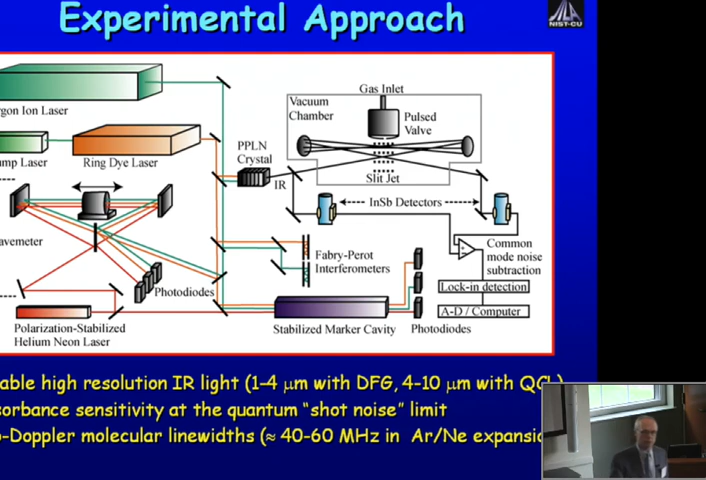 Experimental Approach
NIST-CU
Gas Inlet
Vacuum
Chamber
Pulsed
Valve
rgon Ion Laser
mp Laser
Ring Dye Laser
PPLN
Crystal
IR
Slit Jet
InSb Detectors
avemeter
Common
mode noise
subtraction
Fabry-Perot
Interferometers
Lock-in detection
Photodiodes
A-D / Computer
Polarization-Stabilized
Helium Neon Laser
Stabilized Marker Cavity
Photodiodes
able high resolution IR light (1-4 μm with DFG, 4-10 μm with QCL)
sorbance sensitivity at the quantum "shot noise" limit
-Doppler molecular linewidths (≈ 40-60 MHz in Ar/Ne expansio